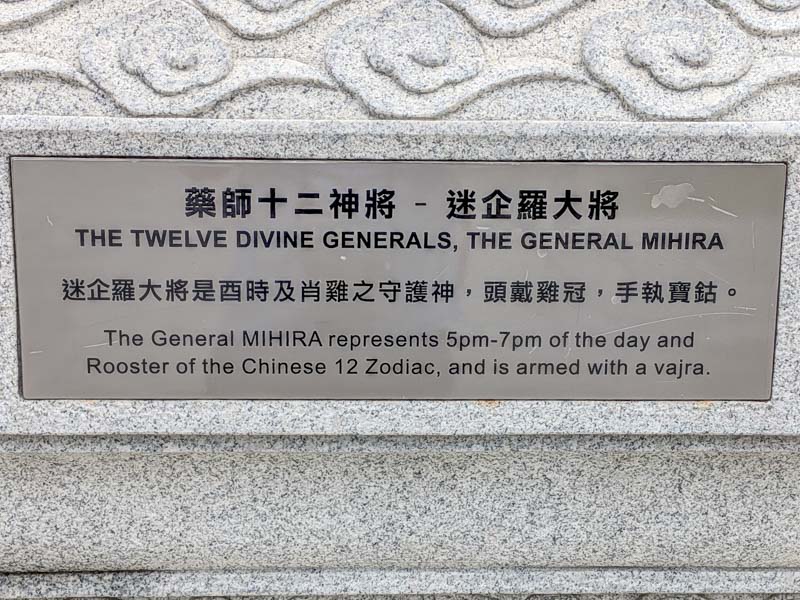 藥師十二神將 - 迷企羅大將
THE TWELVE DIVINE GENERALS, THE GENERAL MIHIRA
迷企羅大將是酉時及肖雞之守護神，頭戴雞冠，手執寶鈷。
The General MIHIRA represents 5pm-7pm of the day and
Rooster of the Chinese 12 Zodiac, and is armed with a vajra.